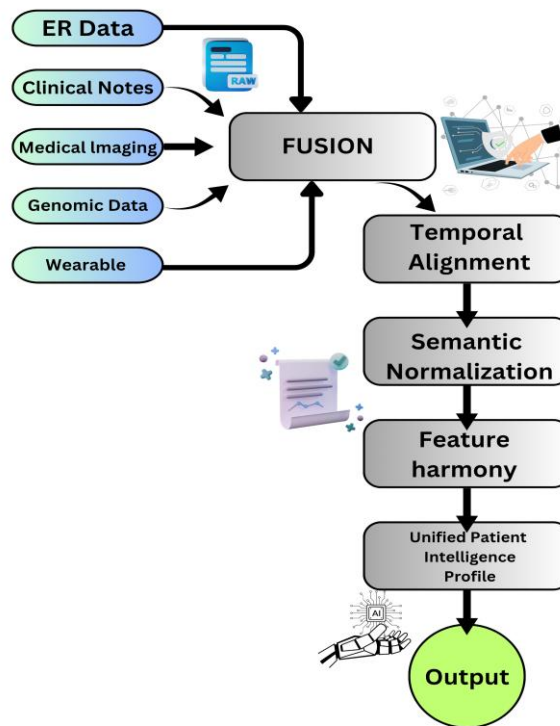 ER Data
RAW
Clinical Notes
Medical Imaging
FUSION
Genomic Data
Wearable
Temporal
Alignment
Semantic
Normalization
Feature
harmony
Unified Patient
Intelligence
Profile
AI
Output